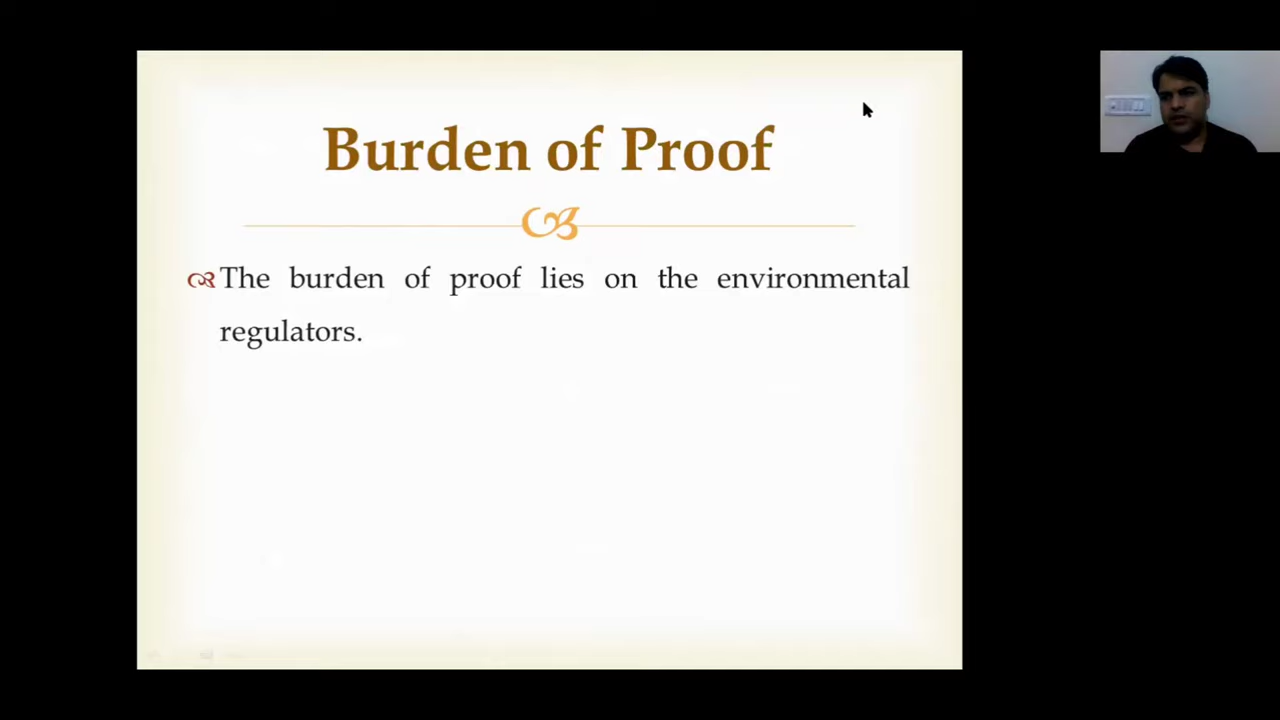 Burden of Proof
The burden of proof lies on the environmental
regulators.